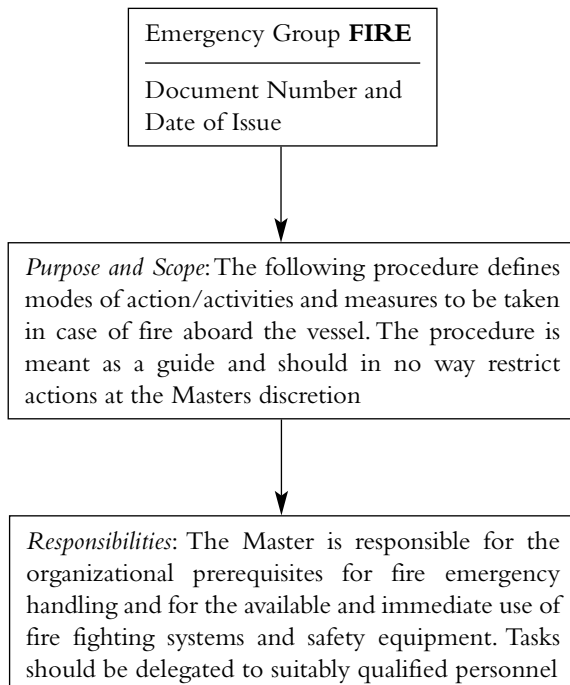 Emergency Group FIRE
Document Number and
Date of Issue
Purpose and Scope: The following procedure defines
modes of action/activities and measures to be taken
in case of fire aboard the vessel. The procedure is
meant as a guide and should in no way restrict
actions at the Masters discretion
Responsibilities: The Master is responsible for the
organizational prerequisites for fire emergency
handling and for the available and immediate use of
fire fighting systems and safety equipment. Tasks
should be delegated to suitably qualified personnel